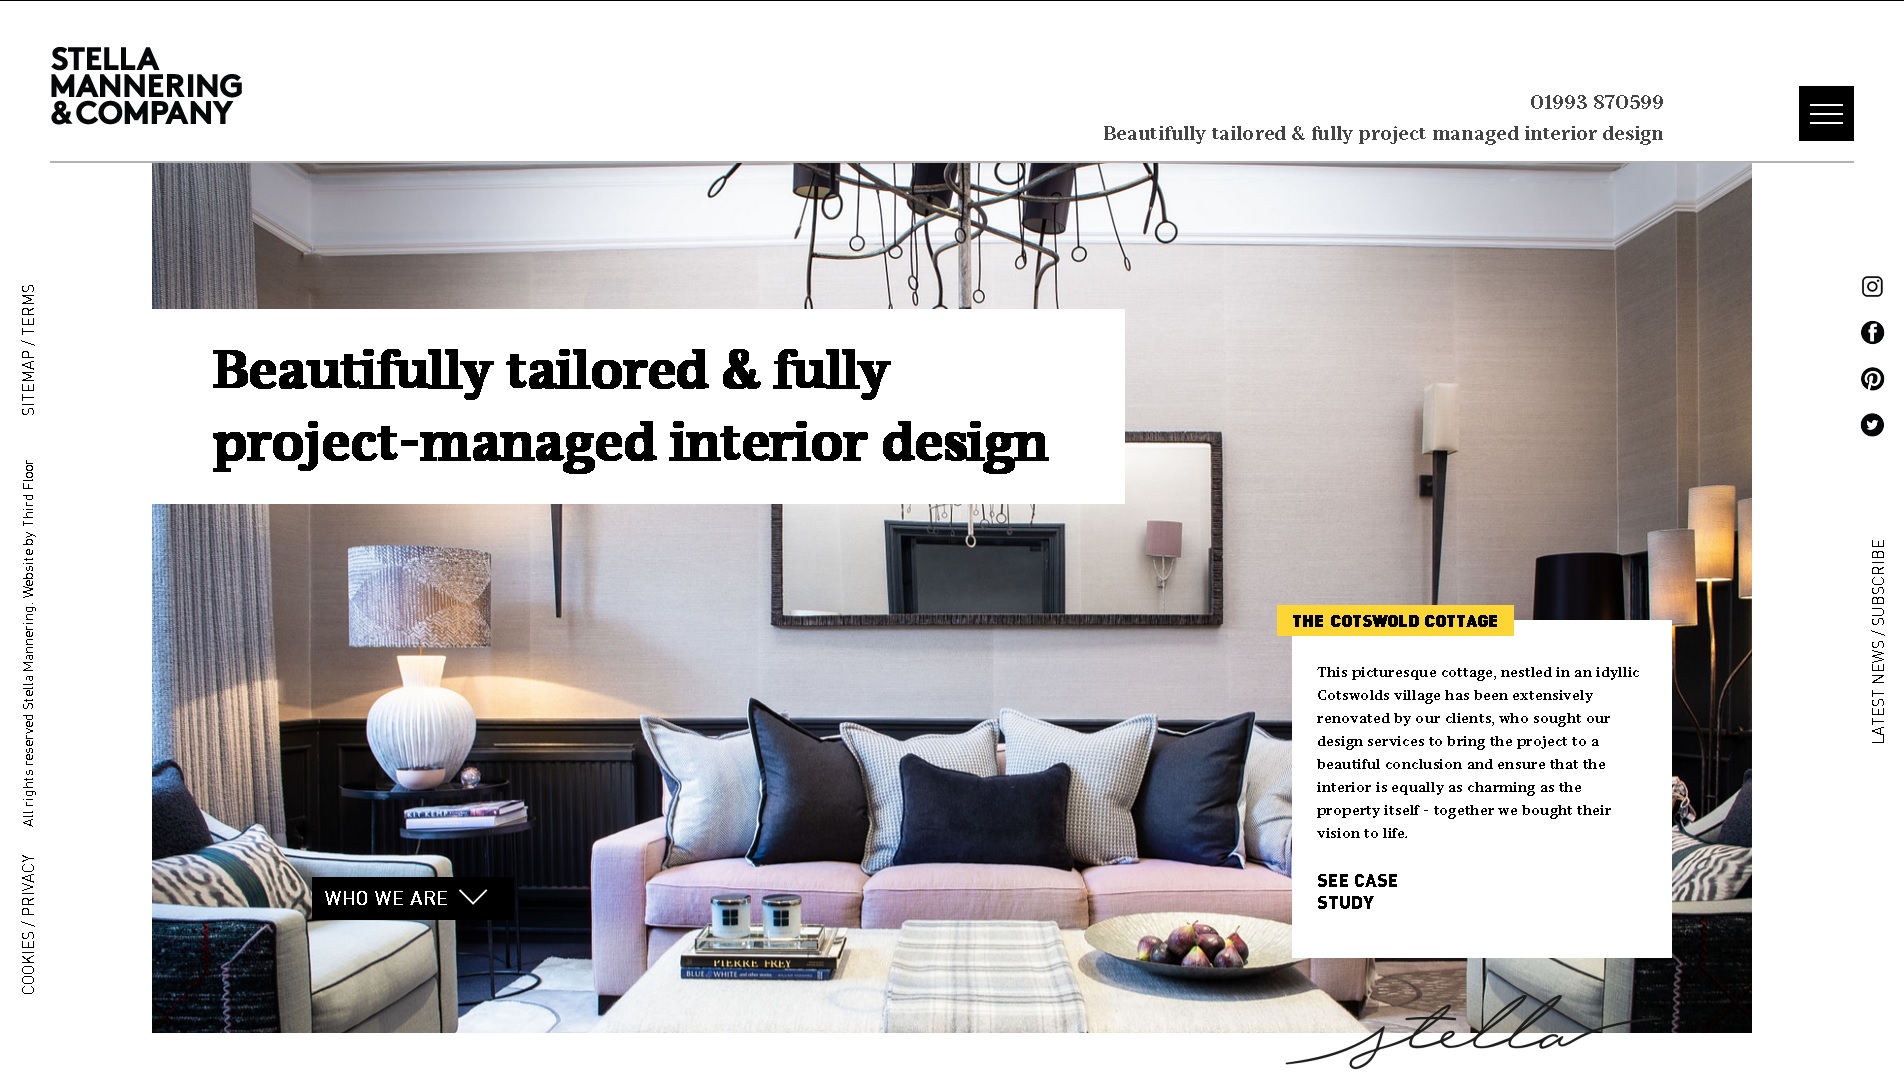 STELLA
MANNERING
& COMPANY
01993 870599
Beautifully tailored & fully project managed interior design
SITEMAP / TERMS
All rights reserved Stella Mannering. Website by Third Floor
COOKIES / PRIVACY
Beautifully tailored & fully
project-managed interior design
THE COTSWOLD COTTAGE
This picturesque cottage, nestled in an idyllic
Cotswolds village has been extensively
renovated by our clients, who sought our
design services to bring the project to a
beautiful conclusion and ensure that the
interior is equally as charming as the
property itself - together we bought their
vision to life.
SEE CASE
STUDY
WHO WE ARE
KIT KEMP
PIERRE FREY
BLUE & WHITE and other stories
LATEST NEWS / SUBSCRIBE
stella